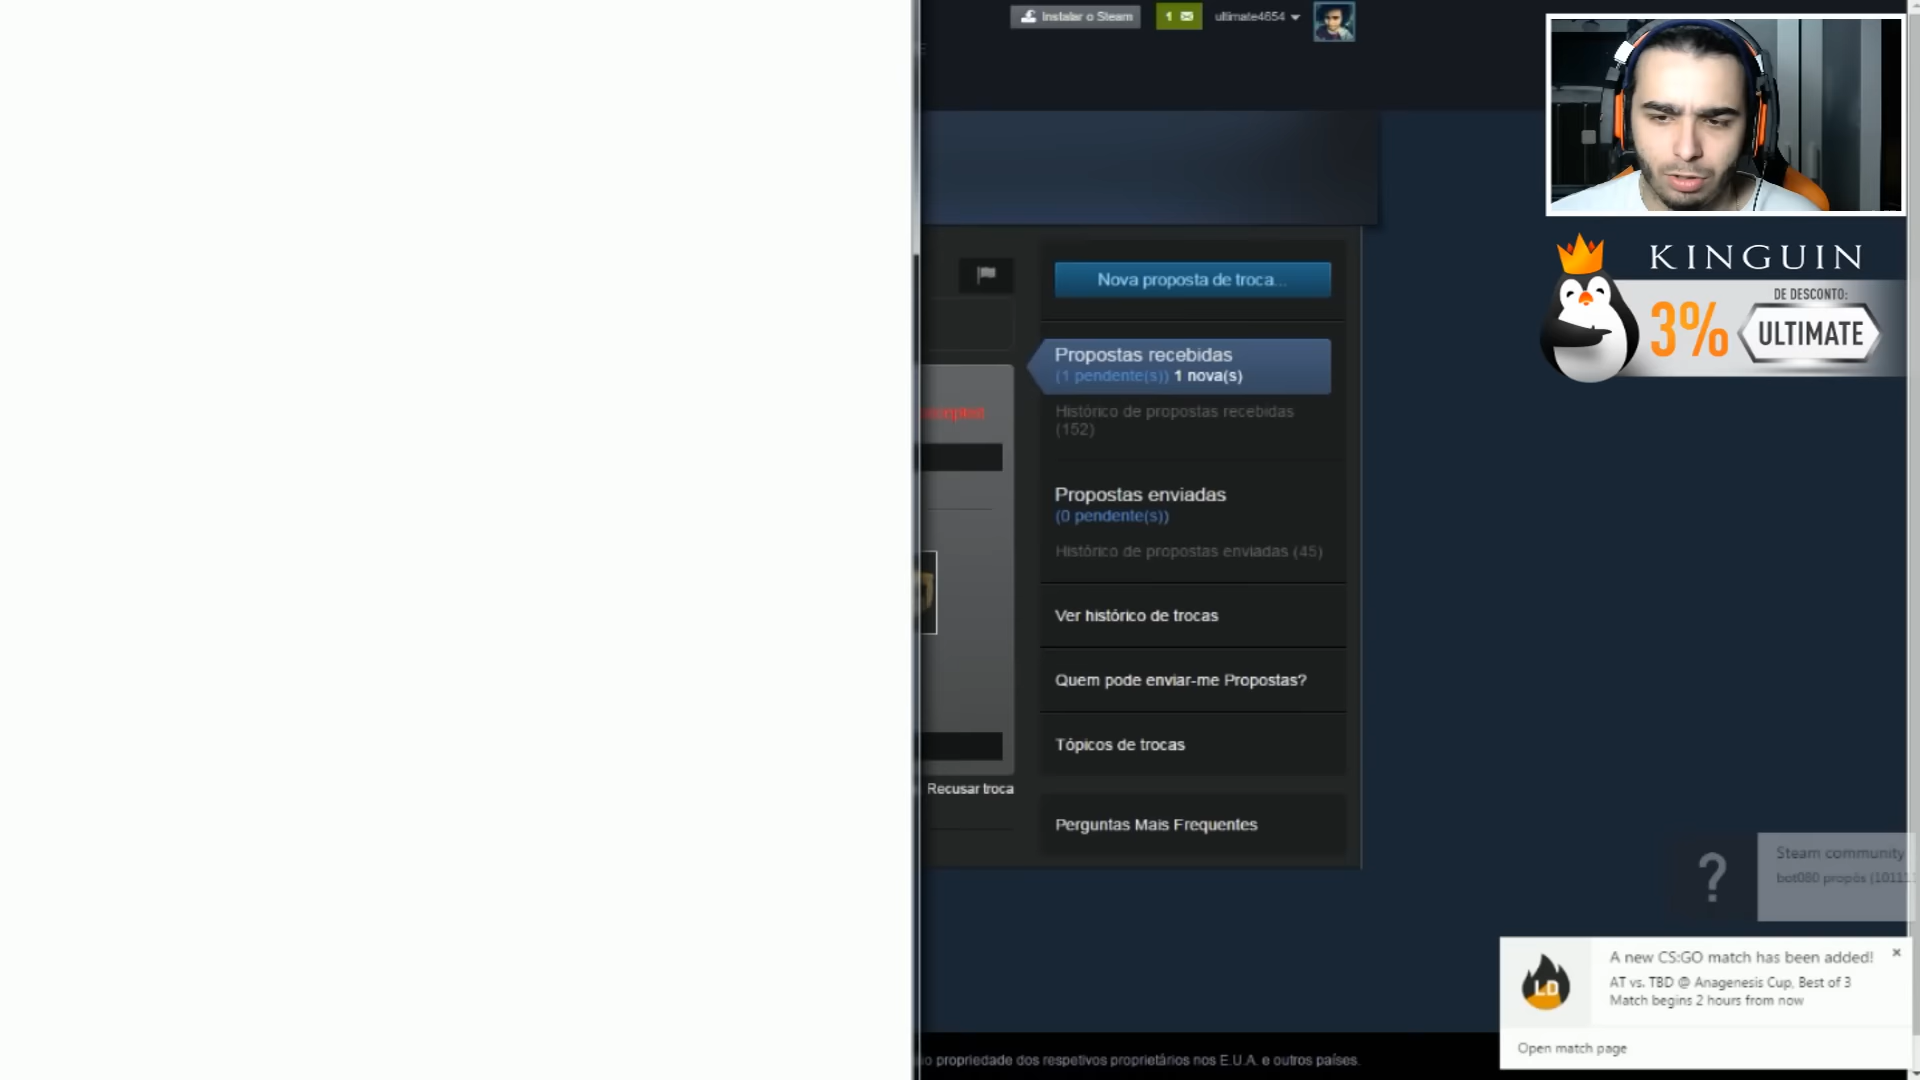 Instalar o Steam
1
ultimate4654
Nova proposta de troca...
Propostas recebidas
(1 pendente(s)) 1 nova(s)
Histórico de propostas recebidas
(152)
Propostas enviadas
(0 pendente(s))
Histórico de propostas enviadas (45)
Ver histórico de trocas
Quem pode enviar-me Propostas?
Tópicos de trocas
Recusar troca
Perguntas Mais Frequentes
propriedade dos respetivos proprietários nos E.U.A. e outros países.
KINGUIN
3%
DE DESCONTO:
ULTIMATE
Steam community
bot080 propôs
LD
A new CS:GO match has been added!
AT vs. TBD @ Anagenesis Cup, Best of 3
Match begins 2 hours from now
Open match page